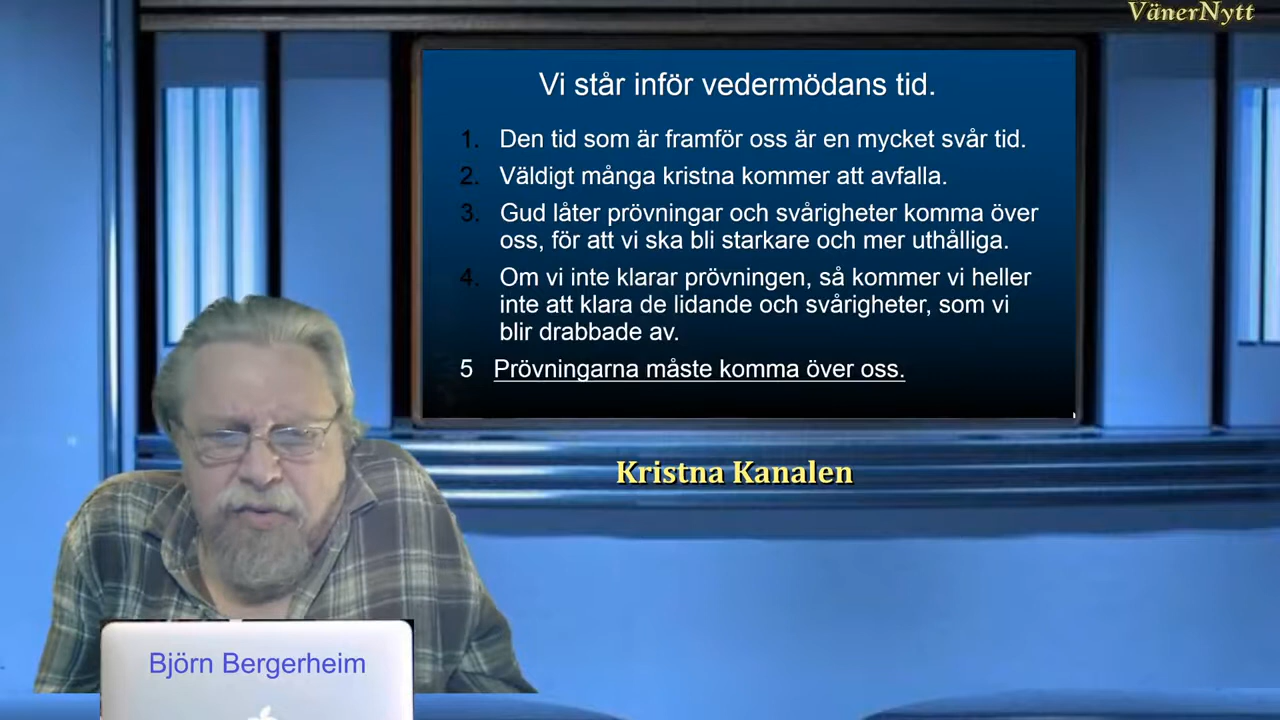 VänerNytt
Vi står inför vedermödans tid.
1. Den tid som är framför oss är en mycket svår tid.
2. Väldigt många kristna kommer att avfalla.
3. Gud låter prövningar och svårigheter komma över
oss, för att vi ska bli starkare och mer uthålliga.
4. Om vi inte klarar prövningen, så kommer vi heller
inte att klara de lidande och svårigheter, som vi
blir drabbade av.
5 Prövningarna måste komma över oss.
Kristna Kanalen
Björn Bergerheim